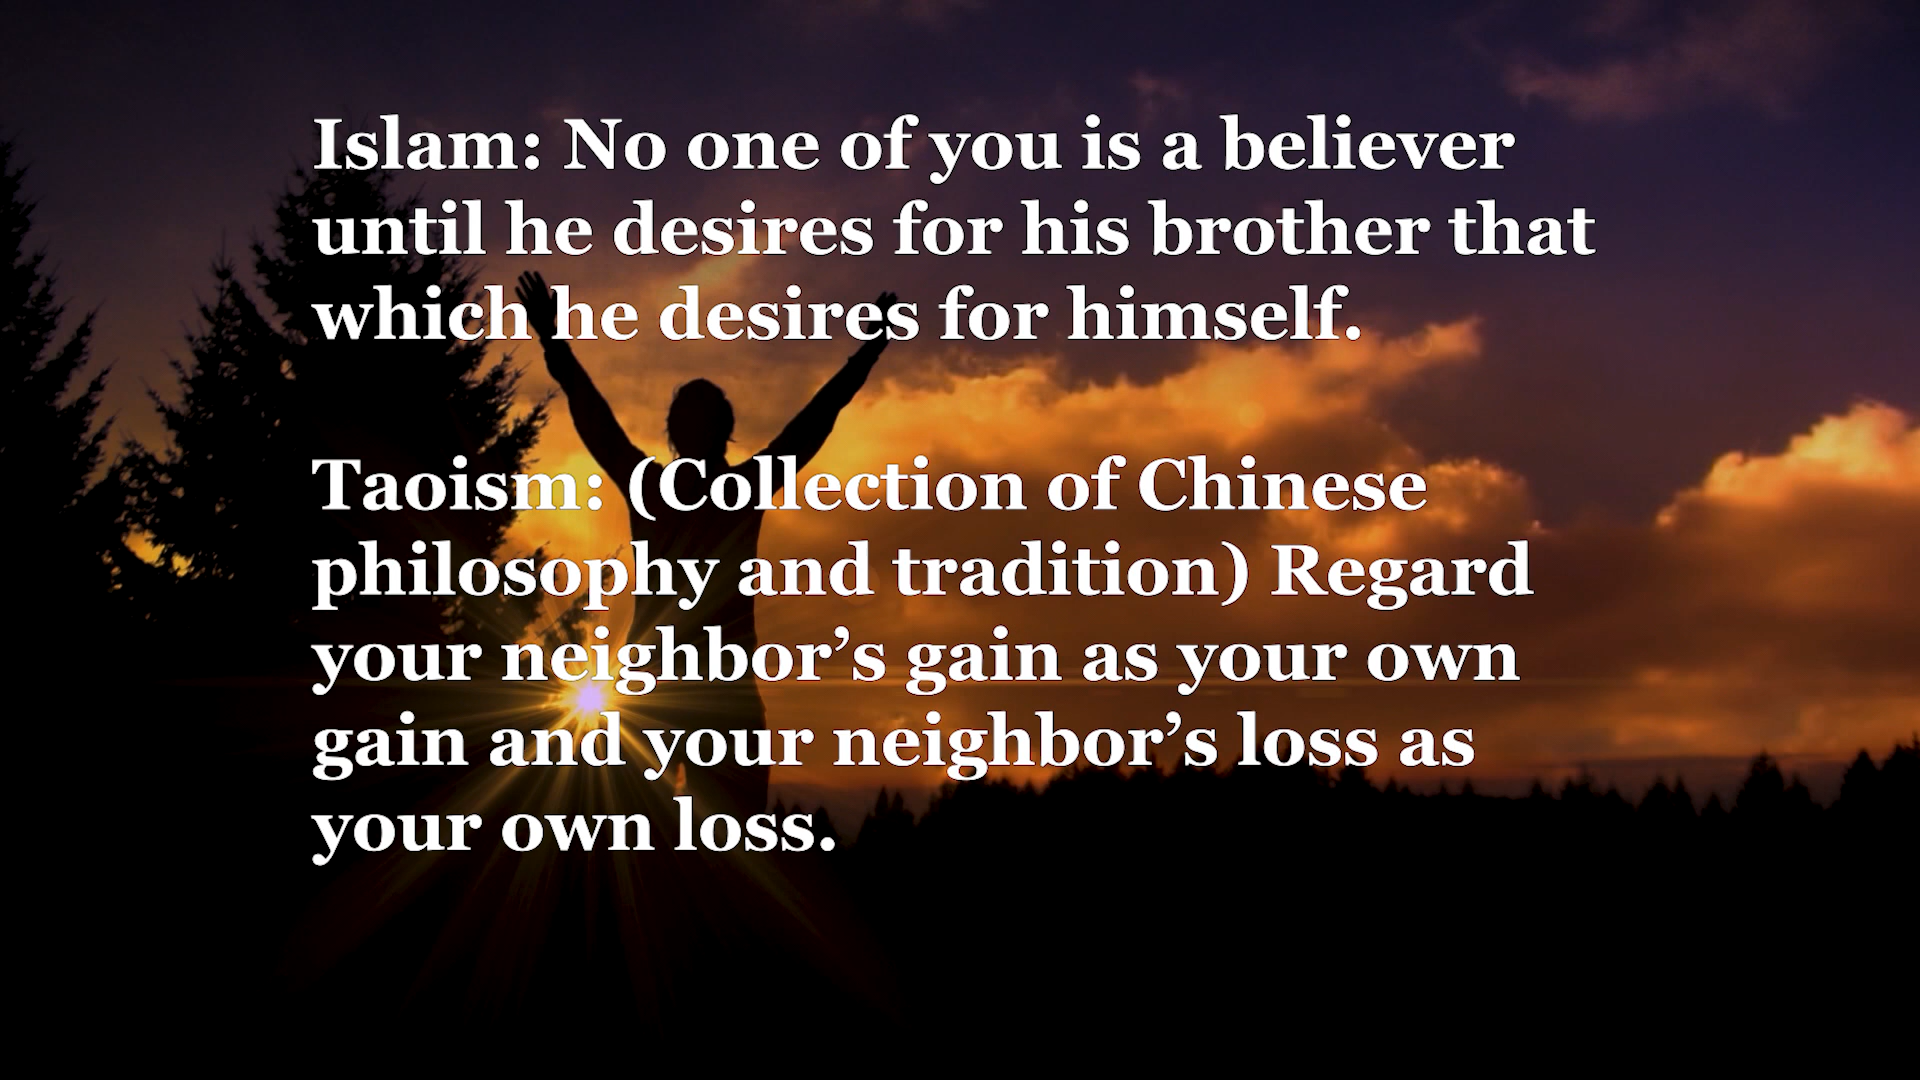 Islam: No one of you is a believer
until he desires for his brother that
which he desires for himself.
Taoism: (Collection of Chinese
philosophy and tradition) Regard
your neighbor’s gain as your own
gain and your neighbor’s loss as
your own loss.